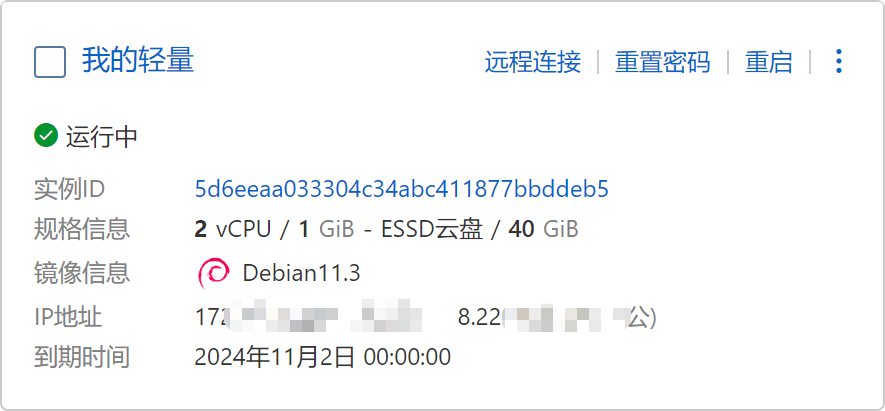 我的轻量 远程连接 重置密码 重启
运行中
实例ID 5d6eeaa033304c34abc411877bbddeb5
规格信息 2 vCPU / 1 GiB - ESSD云盘 / 40 GiB
镜像信息 Debian11.3
IP地址 172 8.22 公)
到期时间 2024年11月2日 00:00:00